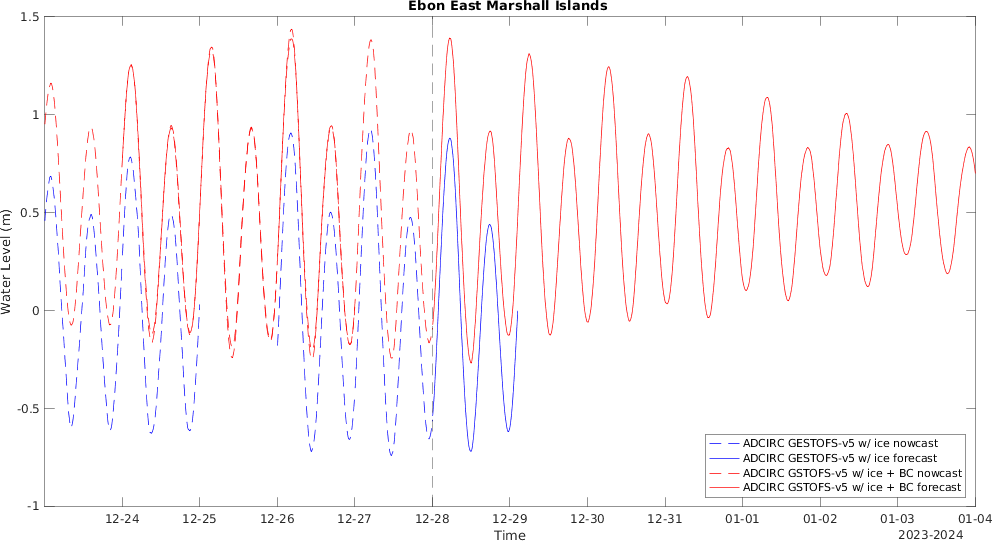 Ebon East Marshall Islands
1.5
1
0.5
0
-0.5
-1
Water Level (m)
12-24 12-25 12-26 12-27 12-28 12-29 12-30 12-31 01-01 01-02 01-03 01-04
Time
2023-2024
ADCIRC GESTOFS-v5 w/ ice nowcast
ADCIRC GESTOFS-v5 w/ ice forecast
ADCIRC GSTOFS-v5 w/ ice + BC nowcast
ADCIRC GSTOFS-v5 w/ ice + BC forecast